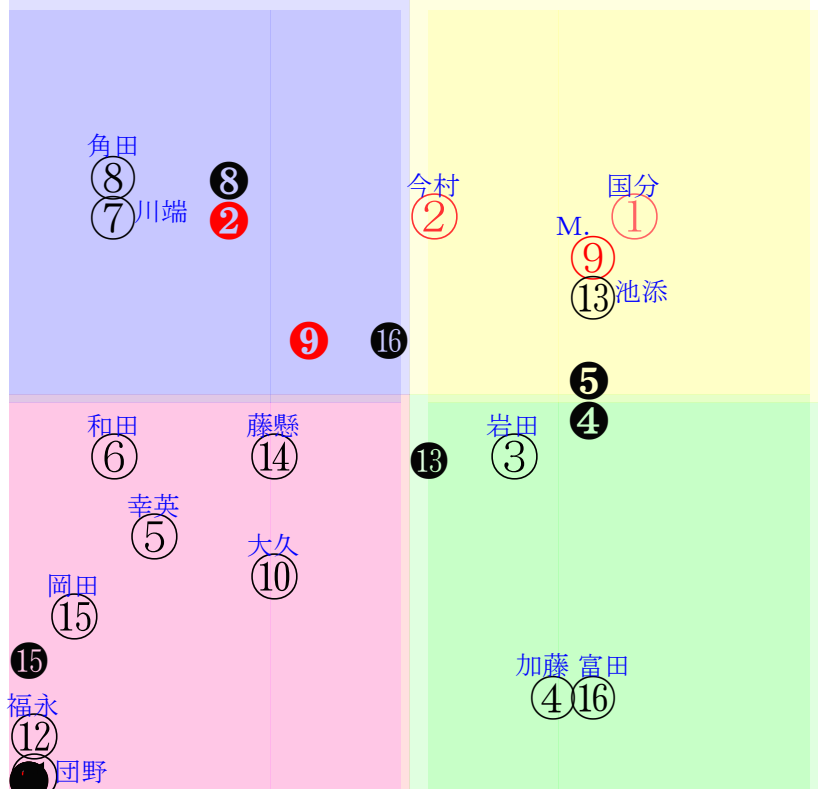 角田
⑧ ❽
⑦ 川端 ❷
今村
②
国分
①
M.
⑨
⑬ 池添
❾ ⓰
❺
❹
和田
⑥
藤懸
⑭
⓭
岩田
③
幸英
⑤
大久
⑩
岡田
⑮
⓯
加藤 富田
④ ⑯
福永
⑫
団野